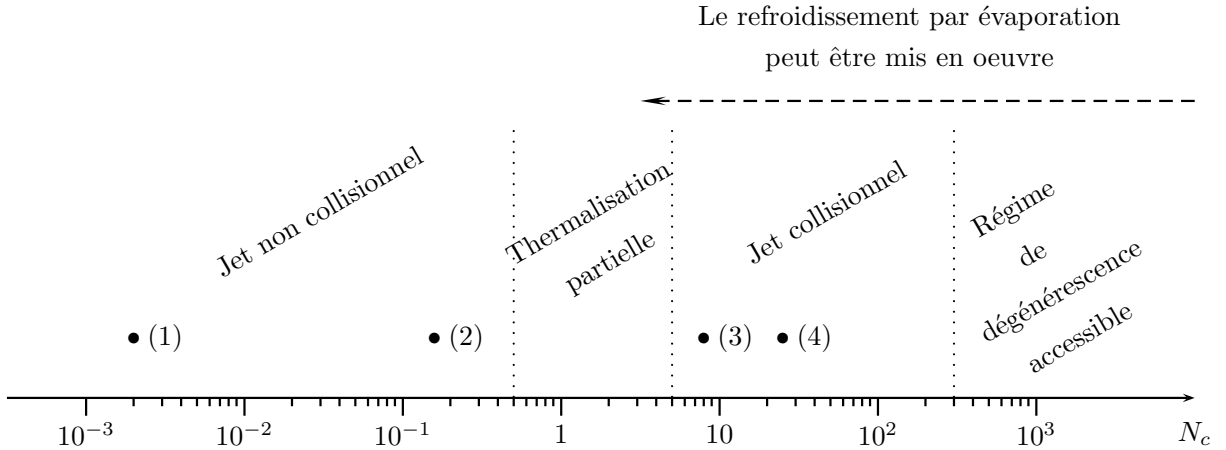 Le refroidissement par évaporation
peut être mis en oeuvre
Jet non collisionnel
Thermalisation
partielle
Jet collisionnel
Régime
de
dégénérescence
accessible
(1) (2) (3) (4)
10⁻³ 10⁻² 10⁻¹ 1 10 10² 10³ N_c